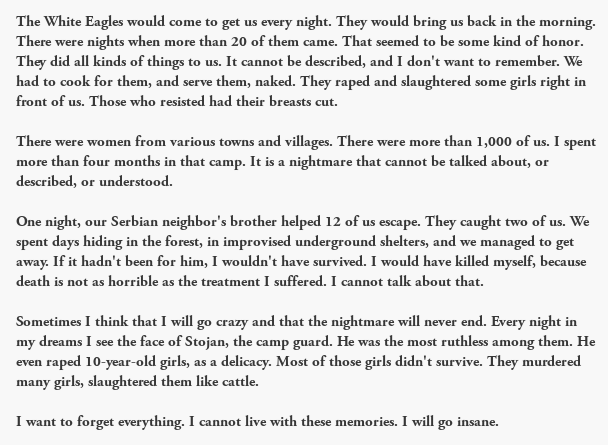 The White Eagles would come to get us every night. They would bring us back in the morning.
There were nights when more than 20 of them came. That seemed to be some kind of honor.
They did all kinds of things to us. It cannot be described, and I don't want to remember. We
had to cook for them, and serve them, naked. They raped and slaughtered some girls right in
front of us. Those who resisted had their breasts cut.
There were women from various towns and villages. There were more than 1,000 of us. I spent
more than four months in that camp. It is a nightmare that cannot be talked about, or
described, or understood.
One night, our Serbian neighbor's brother helped 12 of us escape. They caught two of us. We
spent days hiding in the forest, in improvised underground shelters, and we managed to get
away. If it hadn't been for him, I wouldn't have survived. I would have killed myself, because
death is not as horrible as the treatment I suffered. I cannot talk about that.
Sometimes I think that I will go crazy and that the nightmare will never end. Every night in
my dreams I see the face of Stojan, the camp guard. He was the most ruthless among them. He
even raped 10-year-old girls, as a delicacy. Most of those girls didn't survive. They murdered
many girls, slaughtered them like cattle.
I want to forget everything. I cannot live with these memories. I will go insane.